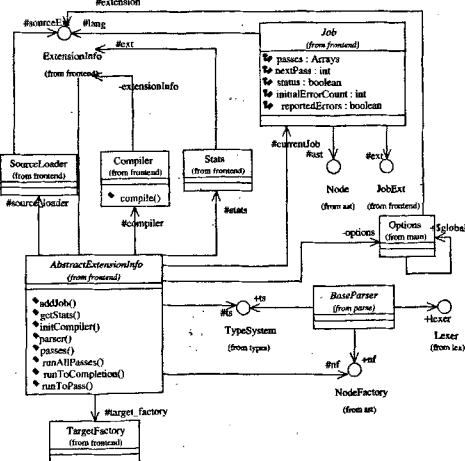 #extension
#sourceE
#lang
ExtensionInfo
(from frontend)
#ext
-extensionInfo
Job
(from frontend)
passes : Arrays
nextPass : int
status : boolean
initialErrorCount : int
reportedErrors : boolean
SourceLoader
(from frontend)
Compiler
(from frontend)
compile()
Stats
(from frontend)
#currentJob
#ast
Node
(from ast)
#ext
JobExt
(from frontend)
#sourceloader
#compiler
#stats
-options
Options
(from main)
$global
AbstractExtensionInfo
(from frontend)
addJob()
getStats()
initCompiler()
parser()
passes()
runAllPasses()
runToCompletion()
runToPass()
+ts
#ts
TypeSystem
(from types)
BaseParser
(from parse)
+lexer
Lexer
(from lex)
#nf
+nf
NodeFactory
(from ast)
#target_factory
TargetFactory
(from frontend)